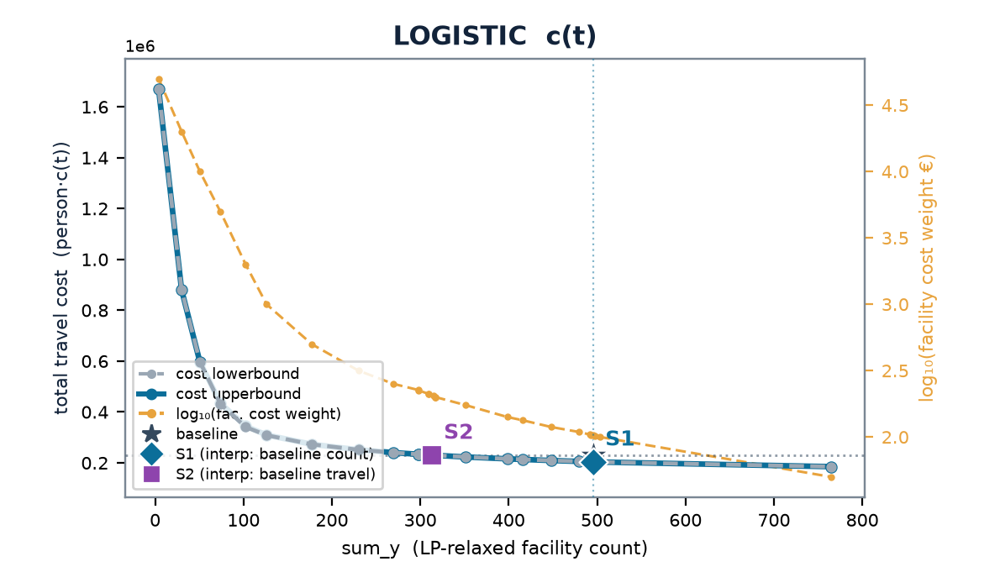 LOGISTIC  c(t)
1e6
1.6
1.4
1.2
1.0
0.8
0.6
0.4
0.2
total travel cost  (person·c(t))
4.5
4.0
3.5
3.0
2.5
2.0
log₁₀(facility cost weight €)
S2
S1
cost lowerbound
cost upperbound
log₁₀(fac. cost weight)
baseline
S1 (interp: baseline count)
S2 (interp: baseline travel)
0
100
200
300
400
500
600
700
800
sum_y  (LP-relaxed facility count)